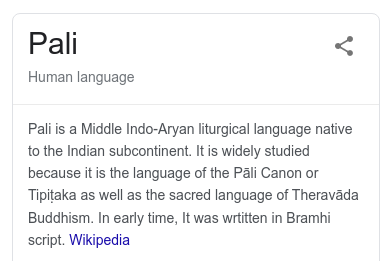 Pali
Human language
Pali is a Middle Indo-Aryan liturgical language native
to the Indian subcontinent. It is widely studied
because it is the language of the Pāli Canon or
Tipiṭaka as well as the sacred language of Theravāda
Buddhism. In early time, It was wrtitten in Bramhi
script. Wikipedia